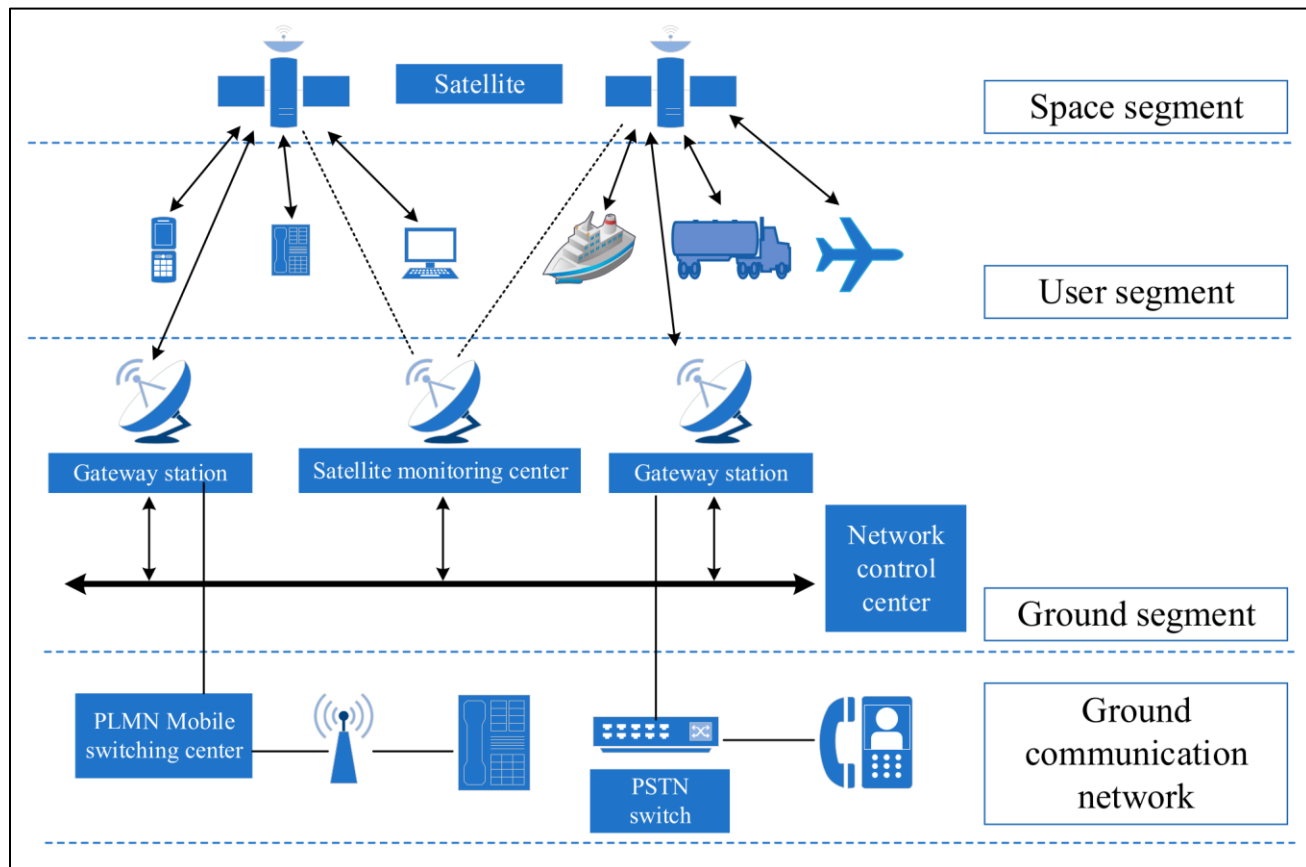 Satellite
Space segment
User segment
Gateway station
Satellite monitoring center
Gateway station
Network
control
center
Ground segment
PLMN Mobile
switching center
PSTN
switch
Ground
communication
network